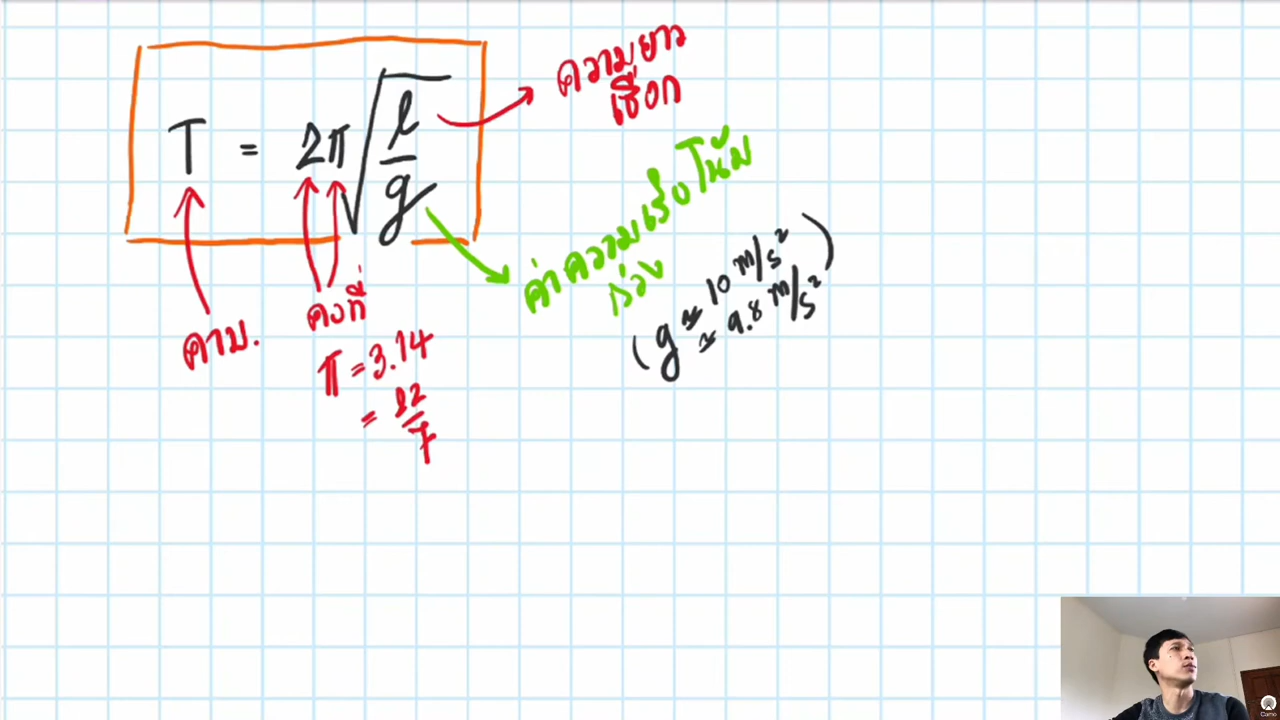 T = 2π√(l/g)
ความยาว
เชือก
ค่าความเร่งโน้ม
ถ่วง
(g ≈ 10 m/s²
≈ 9.8 m/s²)
คาบ.
คงที่
π = 3.14
= 22/7
Camo